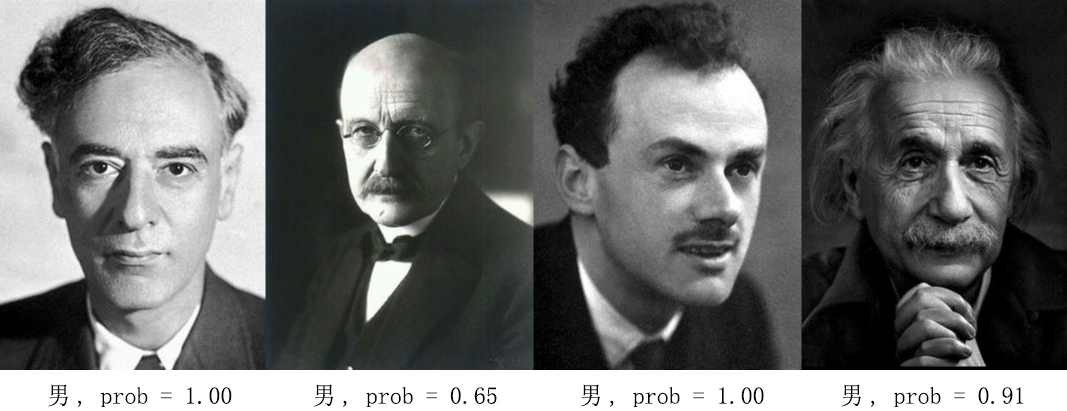 男, prob = 1.00
男, prob = 0.65
男, prob = 1.00
男, prob = 0.91